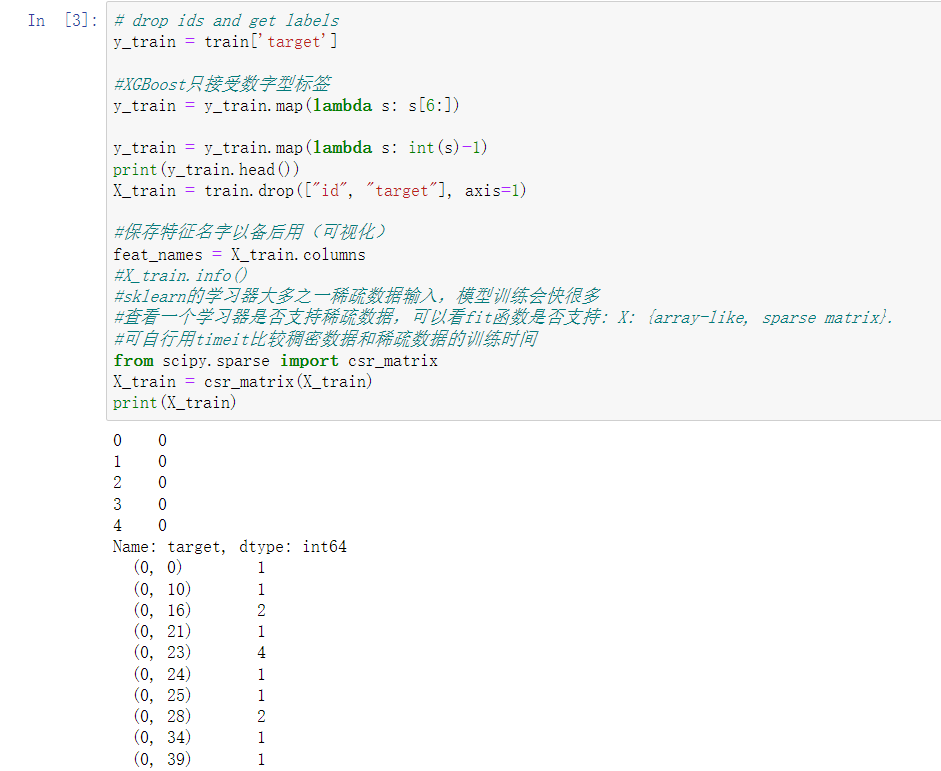 In [3]:
# drop ids and get labels
y_train = train['target']
#XGBoost只接受数字型标签
y_train = y_train.map(lambda s: s[6:])
y_train = y_train.map(lambda s: int(s)-1)
print(y_train.head())
X_train = train.drop(["id", "target"], axis=1)
#保存特征名字以备后用（可视化）
feat_names = X_train.columns
#X_train.info()
#sklearn的学习器大多之一稀疏数据输入，模型训练会快很多
#查看一个学习器是否支持稀疏数据，可以看fit函数是否支持: X: {array-like, sparse matrix}.
#可自行用timeit比较稠密数据和稀疏数据的训练时间
from scipy.sparse import csr_matrix
X_train = csr_matrix(X_train)
print(X_train)
0    0
1    0
2    0
3    0
4    0
Name: target, dtype: int64
(0, 0)    1
(0, 10)    1
(0, 16)    2
(0, 21)    1
(0, 23)    4
(0, 24)    1
(0, 25)    1
(0, 28)    2
(0, 34)    1
(0, 39)    1